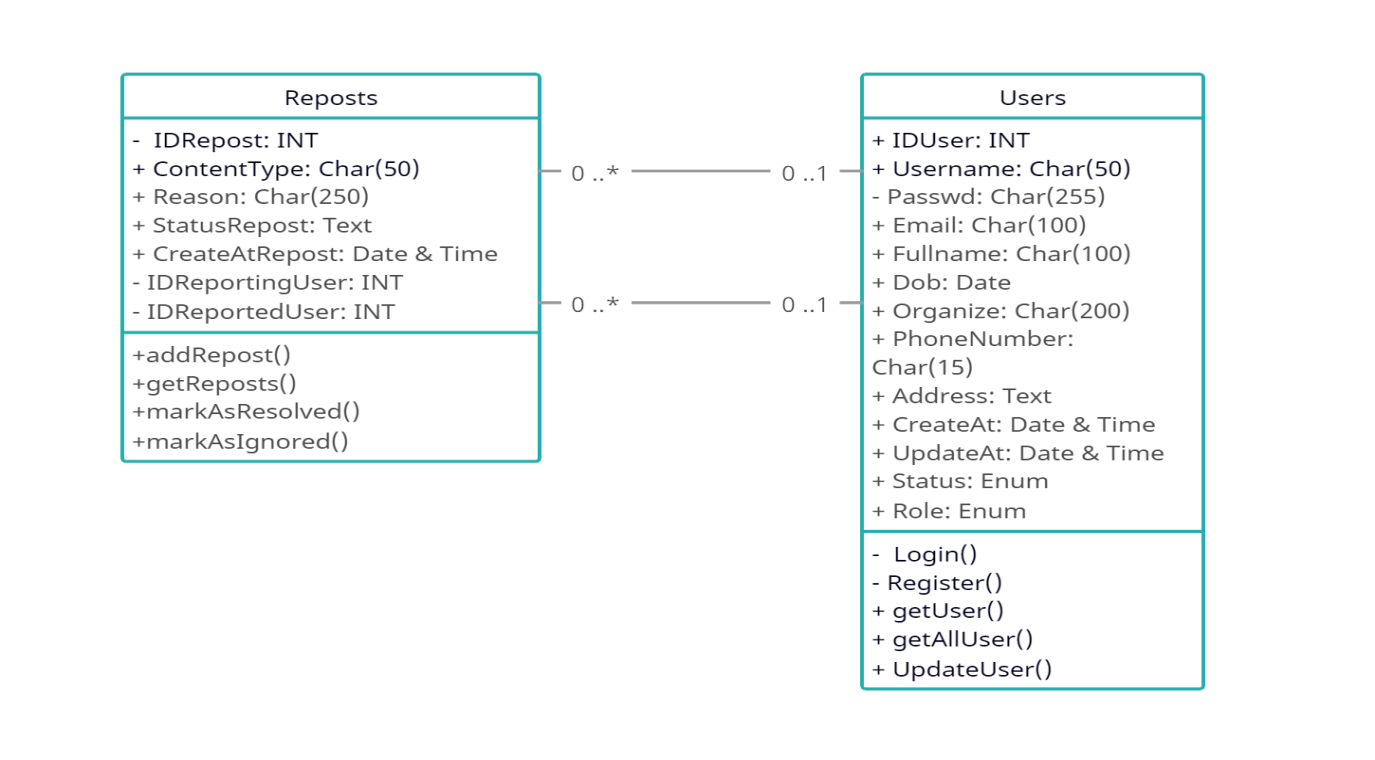 Reposts
-  IDRepost: INT
+ ContentType: Char(50)
+ Reason: Char(250)
+ StatusRepost: Text
+ CreateAtRepost: Date & Time
- IDReportingUser: INT
- IDReportedUser: INT
+addRepost()
+getReposts()
+markAsResolved()
+markAsIgnored()
0 ..*
0 ..1
0 ..*
0 ..1
Users
+ IDUser: INT
+ Username: Char(50)
- Passwd: Char(255)
+ Email: Char(100)
+ Fullname: Char(100)
+ Dob: Date
+ Organize: Char(200)
+ PhoneNumber:
Char(15)
+ Address: Text
+ CreateAt: Date & Time
+ UpdateAt: Date & Time
+ Status: Enum
+ Role: Enum
-  Login()
- Register()
+ getUser()
+ getAllUser()
+ UpdateUser()